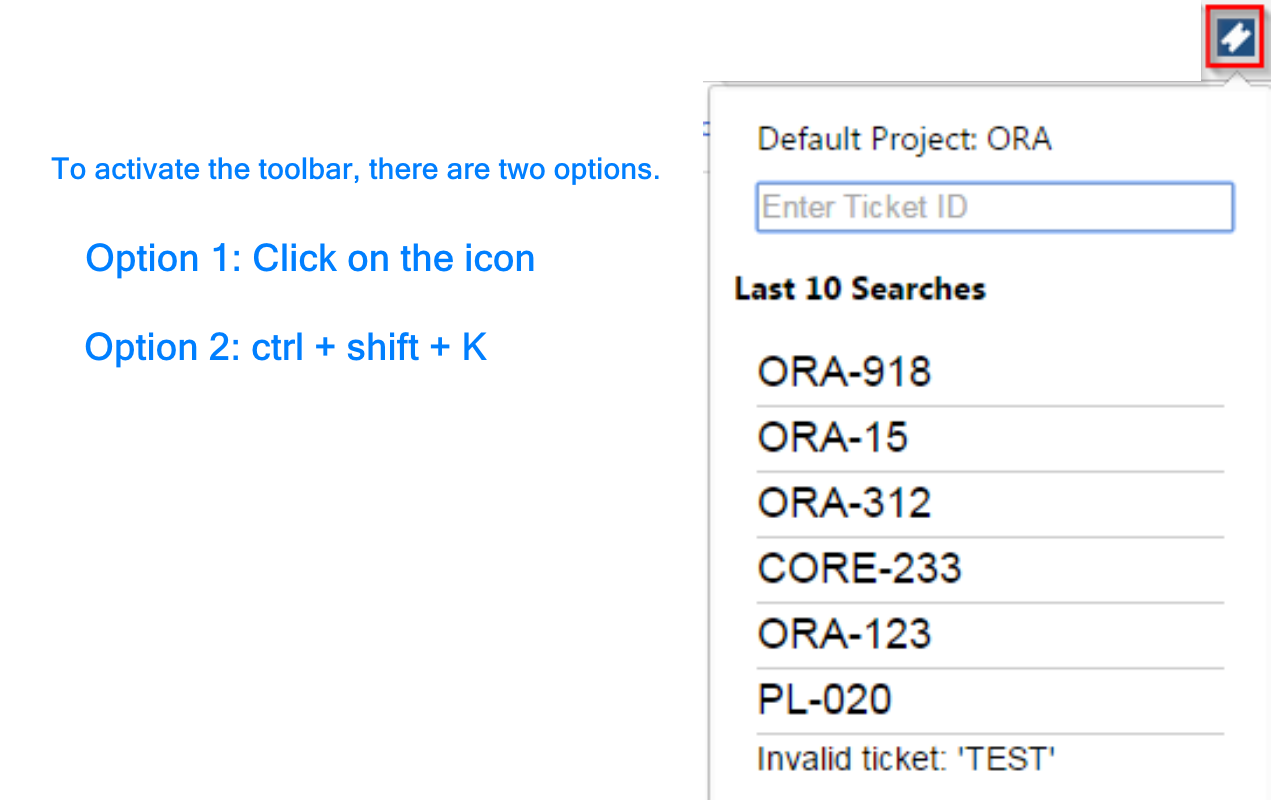 To activate the toolbar, there are two options.
Option 1: Click on the icon
Option 2: ctrl + shift + K
Default Project: ORA
Enter Ticket ID
Last 10 Searches
ORA-918
ORA-15
ORA-312
CORE-233
ORA-123
PL-020
Invalid ticket: 'TEST'